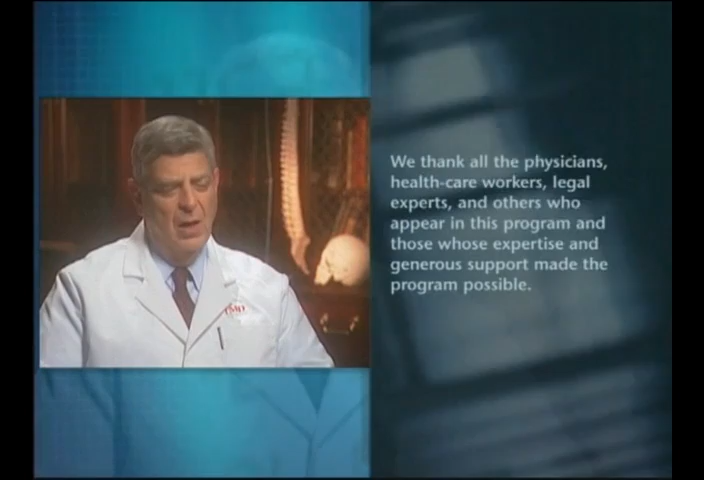 We thank all the physicians,
health-care workers, legal
experts, and others who
appear in this program and
those whose expertise and
generous support made the
program possible.